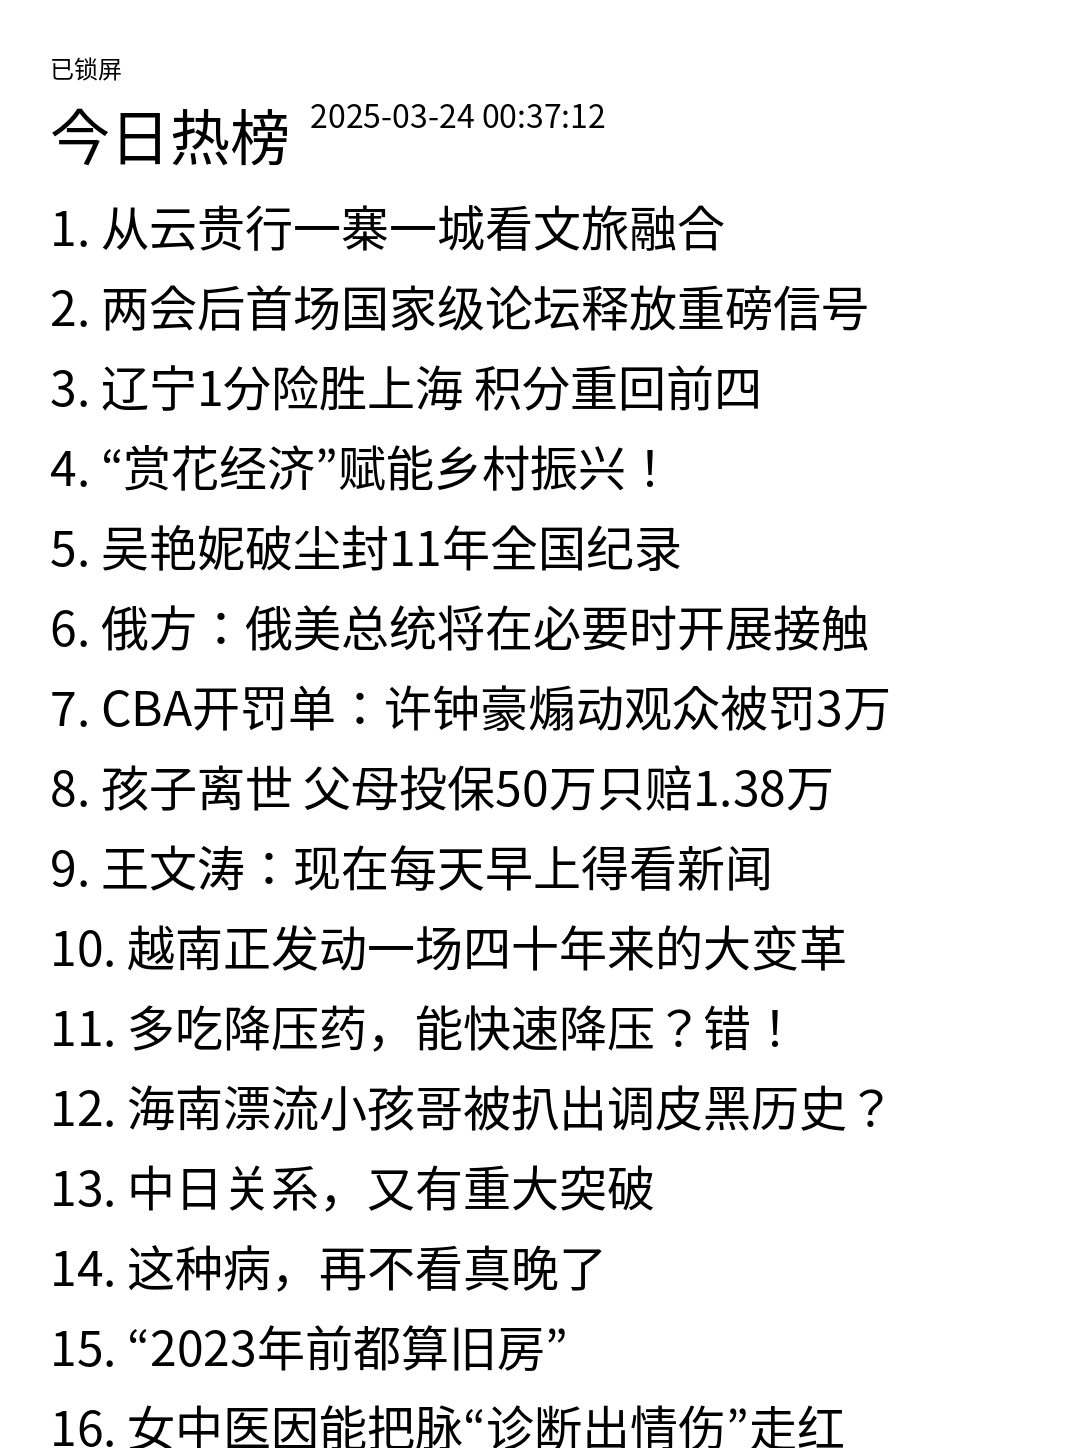 已锁屏
今日热榜 2025-03-24 00:37:12
1. 从云贵行一寨一城看文旅融合
2. 两会后首场国家级论坛释放重磅信号
3. 辽宁1分险胜上海 积分重回前四
4. “赏花经济”赋能乡村振兴！
5. 吴艳妮破尘封11年全国纪录
6. 俄方：俄美总统将在必要时开展接触
7. CBA开罚单：许钟豪煽动观众被罚3万
8. 孩子离世 父母投保50万只赔1.38万
9. 王文涛：现在每天早上得看新闻
10. 越南正发动一场四十年来的大变革
11. 多吃降压药，能快速降压？错！
12. 海南漂流小孩哥被扒出调皮黑历史？
13. 中日关系，又有重大突破
14. 这种病，再不看真晚了
15. “2023年前都算旧房”
16. 女中医因能把脉“诊断出情伤”走红